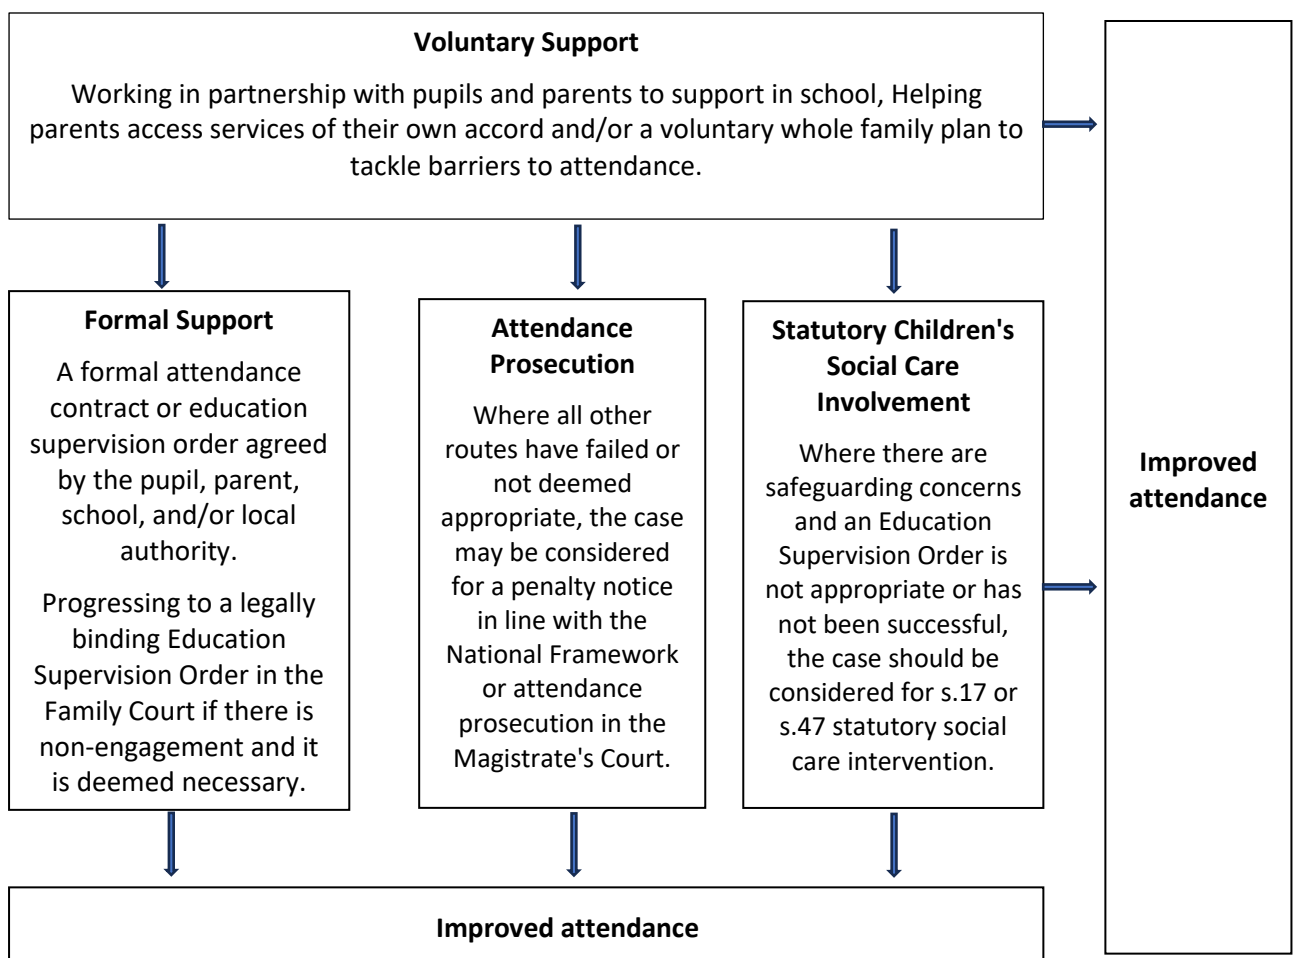 Voluntary Support
Working in partnership with pupils and parents to support in school, Helping
parents access services of their own accord and/or a voluntary whole family plan to
tackle barriers to attendance.
Formal Support
A formal attendance
contract or education
supervision order agreed
by the pupil, parent,
school, and/or local
authority.
Progressing to a legally
binding Education
Supervision Order in the
Family Court if there is
non-engagement and it
is deemed necessary.
Attendance
Prosecution
Where all other
routes have failed or
not deemed
appropriate, the case
may be considered
for a penalty notice
in line with the
National Framework
or attendance
prosecution in the
Magistrate's Court.
Statutory Children's
Social Care
Involvement
Where there are
safeguarding concerns
and an Education
Supervision Order is
not appropriate or has
not been successful,
the case should be
considered for s.17 or
s.47 statutory social
care intervention.
Improved
attendance
Improved attendance